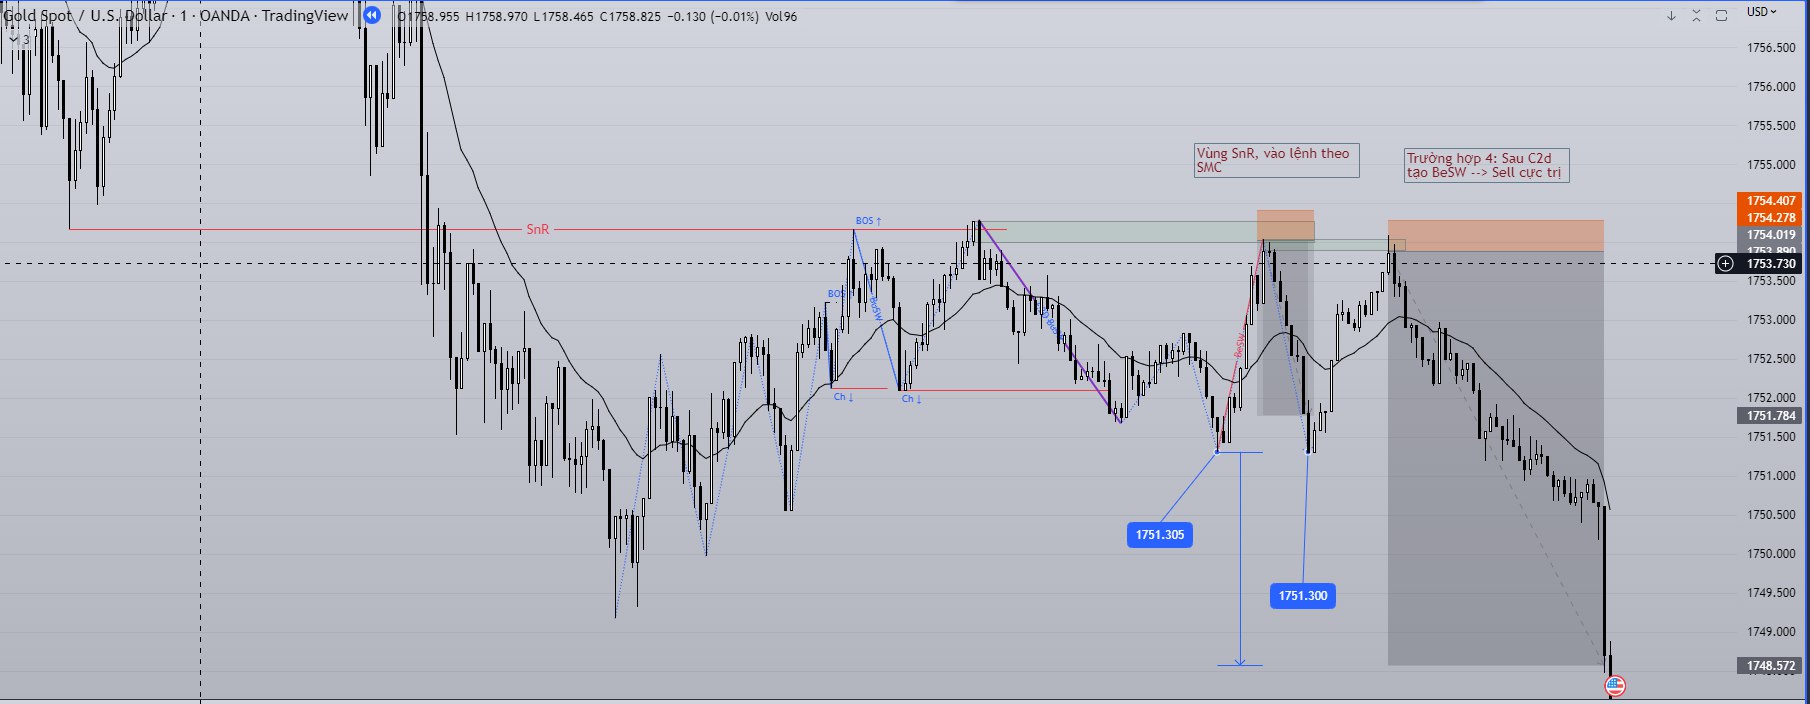 Gold Spot / U.S. Dollar · 1 · OANDA · TradingView O1758.955 H1758.970 L1758.465 C1758.825 −0.130 (−0.01%) Vol96
3
USD
1756.500
1756.000
1755.500
1755.000
1754.407
1754.278
1754.019
1753.730
1753.500
1753.000
1752.500
1752.000
1751.784
1751.500
1751.000
1750.500
1750.000
1749.500
1749.000
1748.572
Vùng SnR, vào lệnh theo
SMC
Trường hợp 4: Sau C2d
tạo BeSW --> Sell cực trị
SnR
BOS ↑
BOS ↑
Ch ↓
Ch ↓
BeSW
1751.305
1751.300